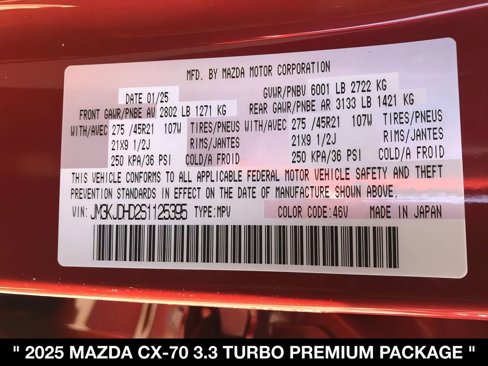 MFD. BY MAZDA MOTOR CORPORATION
DATE 01/25 GVWR/PNBV 6001 LB 2722 KG
FRONT GAWR/PNBE AV 2802 LB 1271 KG REAR GAWR/PNBE AR 3133 LB 1421 KG
WITH/AVEC 275 /45R21 107W TIRES/PNEUS WITH/AVEC 275 /45R21 107W TIRES/PNEUS
21X9 1/2J RIMS/JANTES 21X9 1/2J RIMS/JANTES
250 KPA/36 PSI COLD/A FROID 250 KPA/36 PSI COLD/A FROID
THIS VEHICLE CONFORMS TO ALL APPLICABLE FEDERAL MOTOR VEHICLE SAFETY AND THEFT
PREVENTION STANDARDS IN EFFECT ON THE DATE OF MANUFACTURE SHOWN ABOVE.
VIN: JM3KJDHD2S1125395 TYPE:MPV COLOR CODE:46V MADE IN JAPAN
" 2025 MAZDA CX-70 3.3 TURBO PREMIUM PACKAGE "